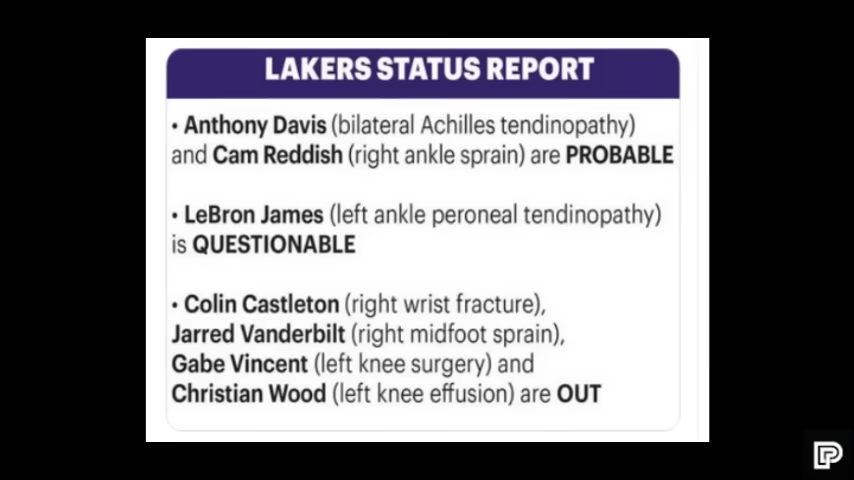 LAKERS STATUS REPORT
• Anthony Davis (bilateral Achilles tendinopathy)
and Cam Reddish (right ankle sprain) are PROBABLE
• LeBron James (left ankle peroneal tendinopathy)
is QUESTIONABLE
• Colin Castleton (right wrist fracture),
Jarred Vanderbilt (right midfoot sprain),
Gabe Vincent (left knee surgery) and
Christian Wood (left knee effusion) are OUT